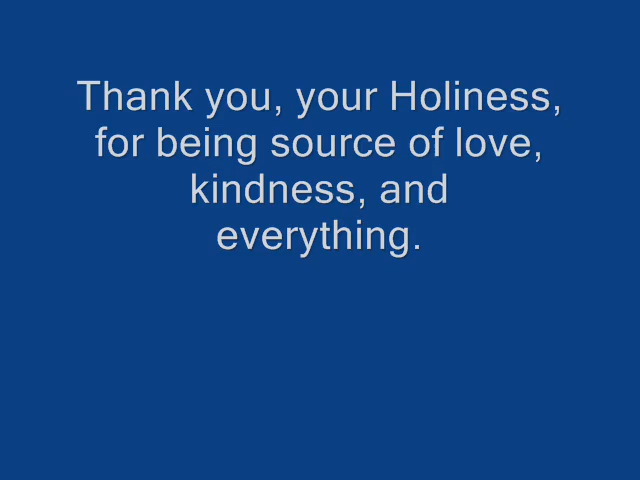 Thank you, your Holiness,
for being source of love,
kindness, and
everything.